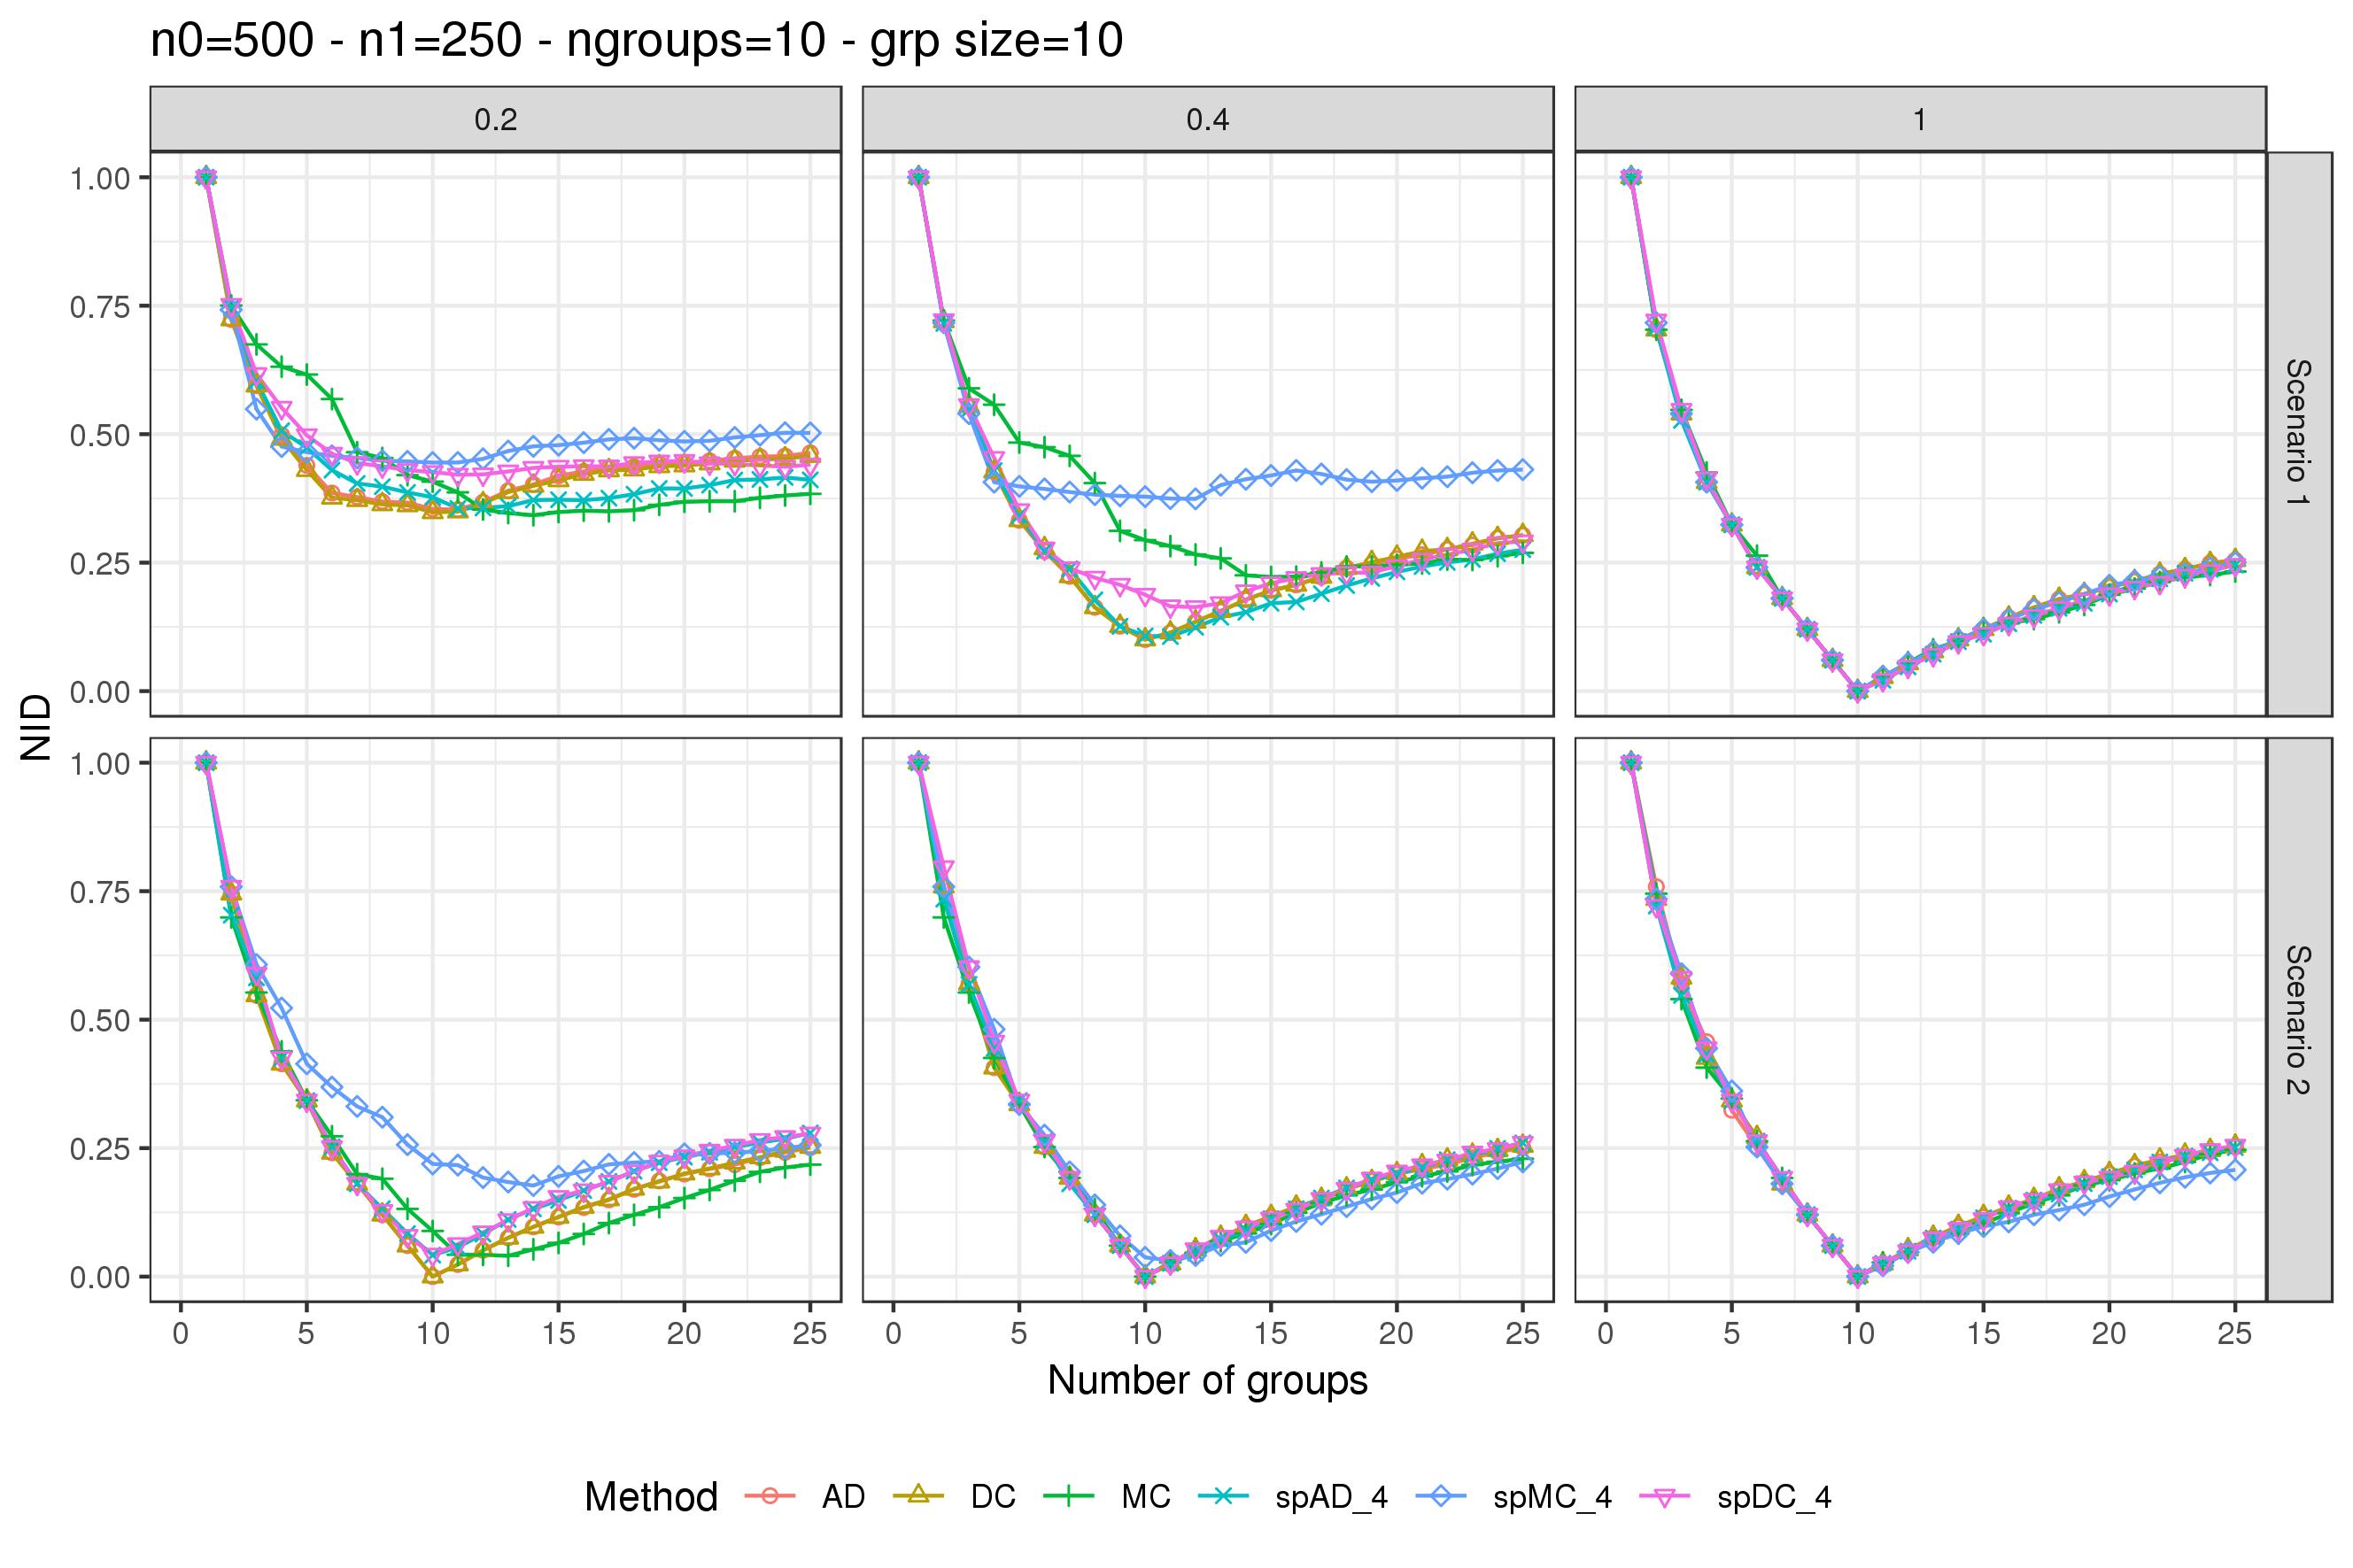 n0=500 - n1=250 - ngroups=10 - grp size=10
0.2
0.4
1
1.00
0.75
0.50
0.25
0.00
Scenario 1
NID
1.00
0.75
0.50
0.25
0.00
Scenario 2
0 5 10 15 20 25
0 5 10 15 20 25
0 5 10 15 20 25
Number of groups
Method AD DC MC spAD_4 spMC_4 spDC_4